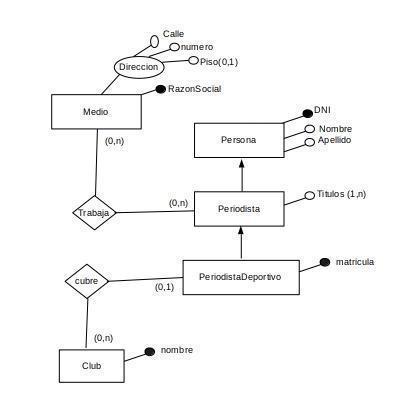 Calle
numero
Direccion
Piso(0,1)
RazonSocial
Medio
DNI
Nombre
Persona
Apellido
(0,n)
Titulos (1,n)
(0,n)
Trabaja
Periodista
matricula
cubre
PeriodistaDeportivo
(0,1)
(0,n)
nombre
Club